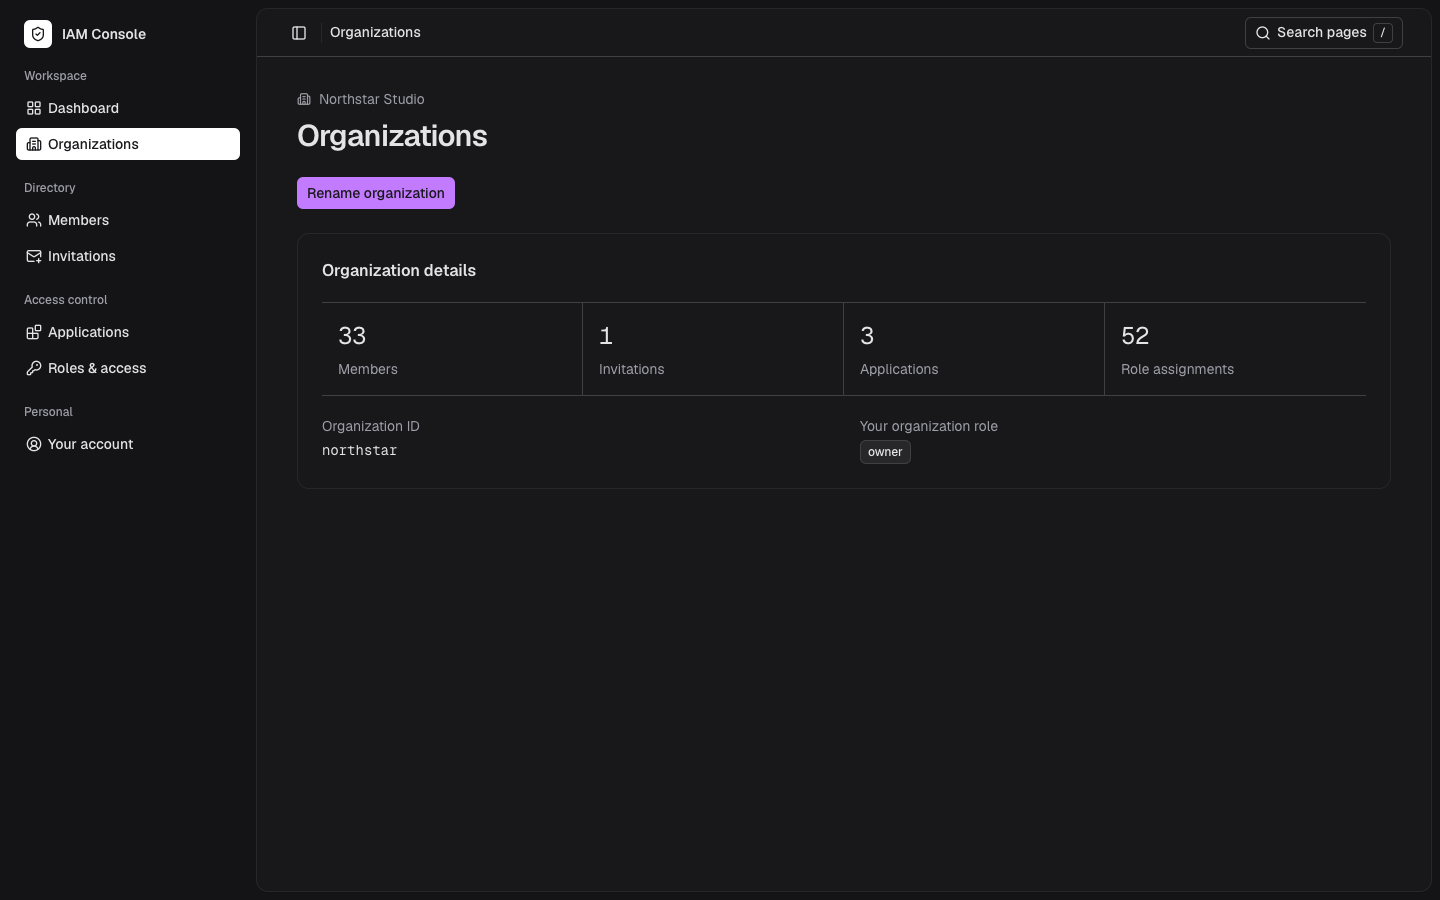 IAM Console
Workspace
Dashboard
Organizations
Directory
Members
Invitations
Access control
Applications
Roles & access
Personal
Your account
Organizations
Search pages /
Northstar Studio
Organizations
Rename organization
Organization details
33
Members
1
Invitations
3
Applications
52
Role assignments
Organization ID
northstar
Your organization role
owner